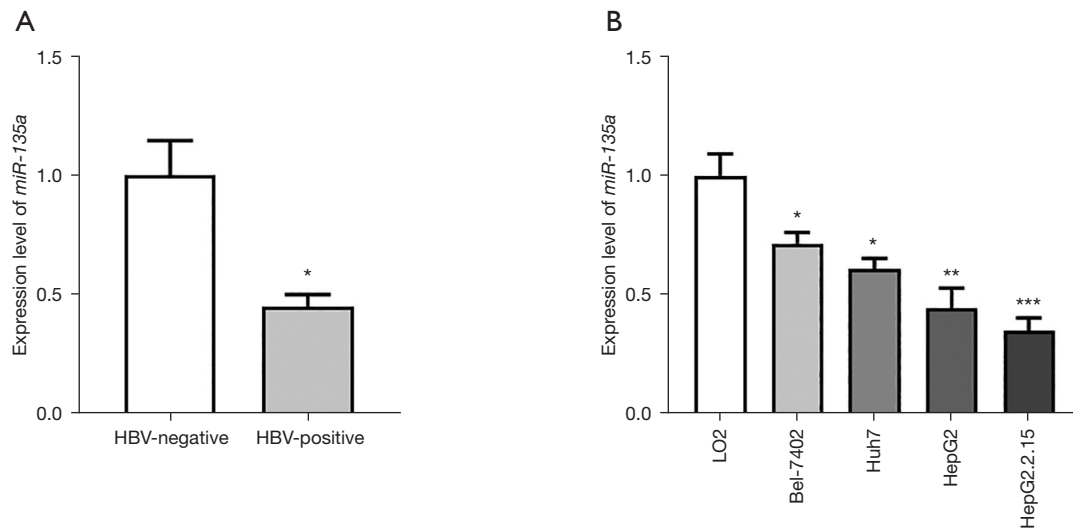 A
Expression level of miR-135a
1.5
1.0
0.5
0.0
*
HBV-negative
HBV-positive
B
Expression level of miR-135a
1.5
1.0
0.5
0.0
*
*
**
***
LO2
Bel-7402
Huh7
HepG2
HepG2.2.15